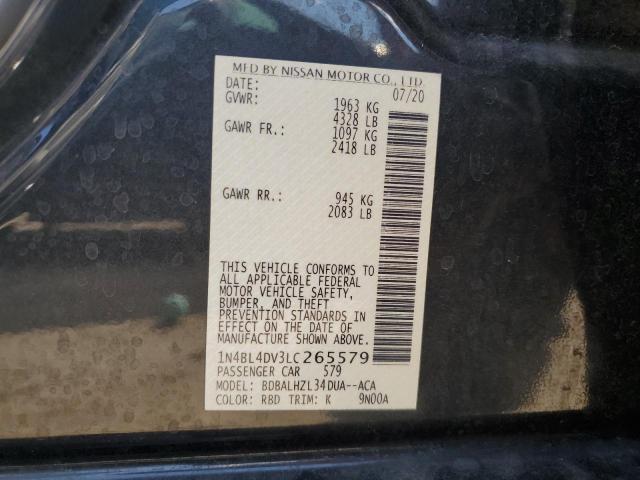 MFD BY NISSAN MOTOR CO., LTD.
DATE: 07/20
GVWR: 1963 KG
4328 LB
GAWR FR.: 1097 KG
2418 LB
GAWR RR.: 945 KG
2083 LB
THIS VEHICLE CONFORMS TO
ALL APPLICABLE FEDERAL
MOTOR VEHICLE SAFETY,
BUMPER, AND THEFT
PREVENTION STANDARDS IN
EFFECT ON THE DATE OF
MANUFACTURE SHOWN ABOVE.
1N4BL4DV3LC265579
PASSENGER CAR 579
MODEL: BDBALHZL34DUA--ACA
COLOR: RBD TRIM: K 9N00A